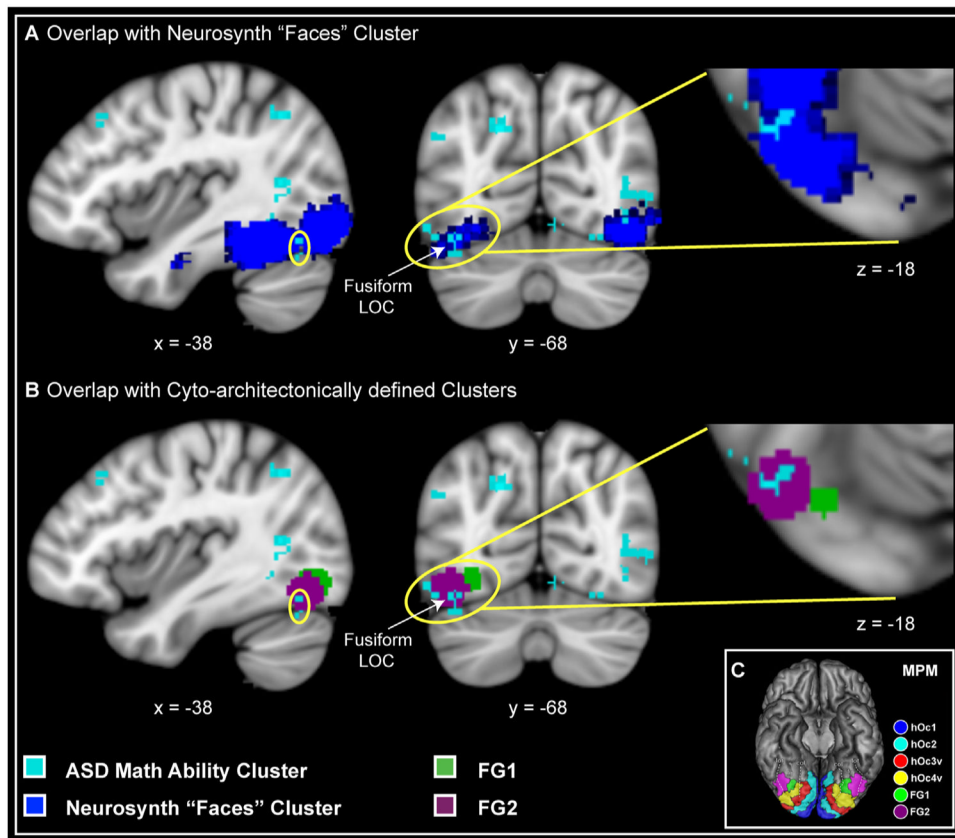 A Overlap with Neurosynth “Faces” Cluster
Fusiform
LOC
z = -18
x = -38
y = -68
B Overlap with Cyto-architectonically defined Clusters
Fusiform
LOC
z = -18
x = -38
y = -68
ASD Math Ability Cluster
Neurosynth “Faces” Cluster
FG1
FG2
C
MPM
hOc1
hOc2
hOc3v
hOc4v
FG1
FG2